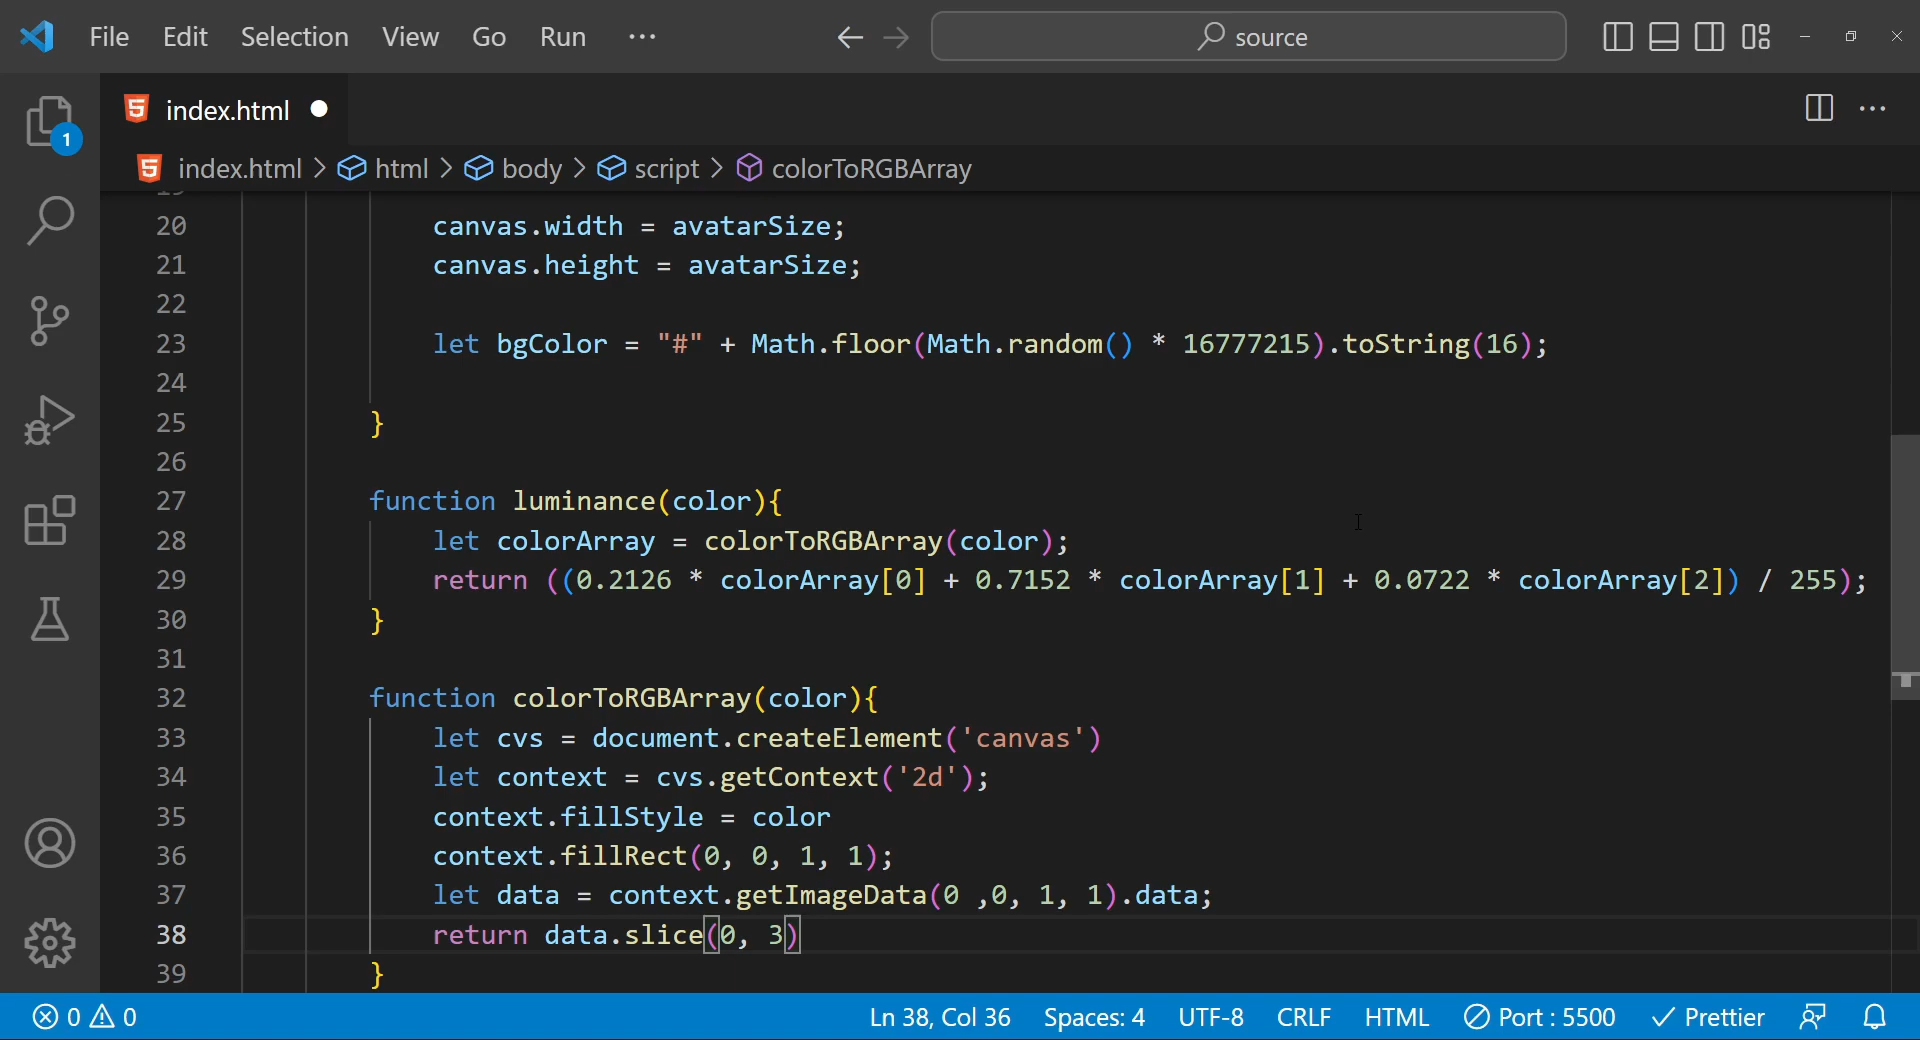 File Edit Selection View Go Run ··· source
index.html
index.html > html > body > script > colorToRGBArray
1
20 canvas.width = avatarSize;
21 canvas.height = avatarSize;
22
23 let bgColor = "#" + Math.floor(Math.random() * 16777215).toString(16);
24
25 }
26
27 function luminance(color){
28 let colorArray = colorToRGBArray(color);
29 return ((0.2126 * colorArray[0] + 0.7152 * colorArray[1] + 0.0722 * colorArray[2]) / 255);
30 }
31
32 function colorToRGBArray(color){
33 let cvs = document.createElement('canvas')
34 let context = cvs.getContext('2d');
35 context.fillStyle = color
36 context.fillRect(0, 0, 1, 1);
37 let data = context.getImageData(0 ,0, 1, 1).data;
38 return data.slice(0, 3)
39 }
0 0 Ln 38, Col 36 Spaces: 4 UTF-8 CRLF HTML Port : 5500 Prettier